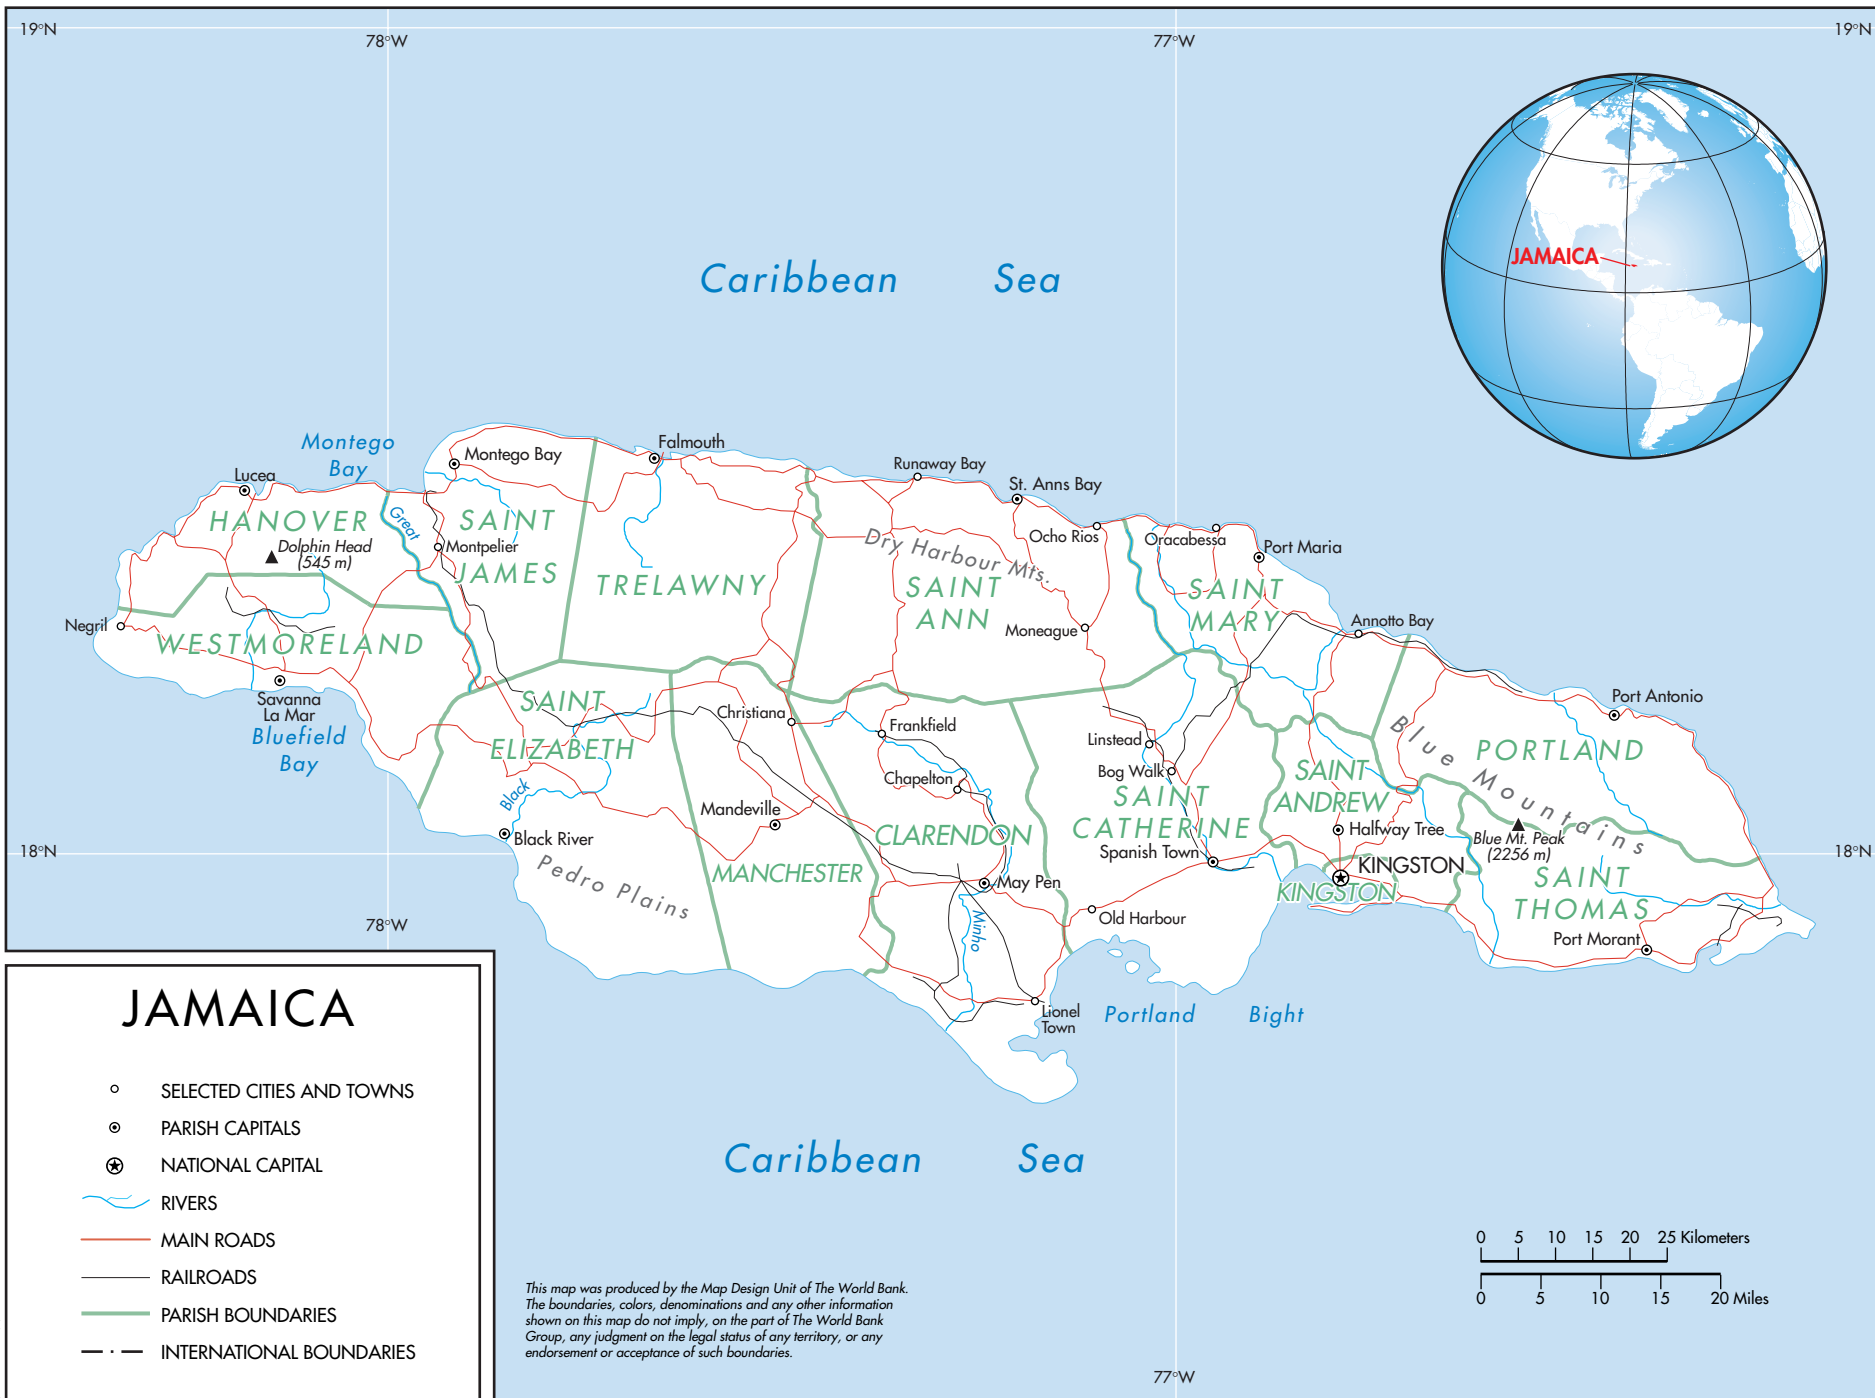 19°N
78°W
77°W
19°N
JAMAICA
Caribbean Sea
Montego
Bay
Falmouth
Montego Bay
Runaway Bay
Lucea
St. Anns Bay
HANOVER
Great
SAINT
JAMES
Ocho Rios
Oracabessa
Port Maria
Dolphin Head
(545 m)
Montpelier
Dry Harbour Mts.
TRELAWNY
SAINT
ANN
SAINT
MARY
Negril
WESTMORELAND
Moneague
Annotto Bay
Savanna
La Mar
SAINT
ELIZABETH
Christiana
Frankfield
Port Antonio
Bluefield
Bay
Linstead
Blue Mountains
PORTLAND
Bog Walk
Chapelton
SAINT
ANDREW
Black
SAINT
CATHERINE
Mandeville
Black River
CLARENDON
Halfway Tree
Blue Mt. Peak
(2256 m)
18°N
Pedro Plains
MANCHESTER
Spanish Town
KINGSTON
KINGSTON
SAINT
THOMAS
18°N
May Pen
Old Harbour
Minho
Port Morant
78°W
Lionel
Town
Portland Bight
Caribbean Sea
JAMAICA
SELECTED CITIES AND TOWNS
PARISH CAPITALS
NATIONAL CAPITAL
RIVERS
MAIN ROADS
RAILROADS
PARISH BOUNDARIES
INTERNATIONAL BOUNDARIES
This map was produced by the Map Design Unit of The World Bank.
The boundaries, colors, denominations and any other information
shown on this map do not imply, on the part of The World Bank
Group, any judgment on the legal status of any territory, or any
endorsement or acceptance of such boundaries.
0 5 10 15 20 25 Kilometers
0 5 10 15 20 Miles
77°W